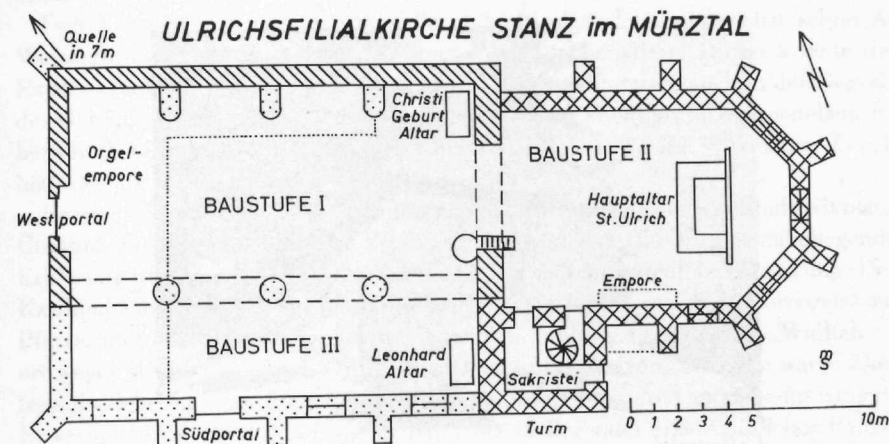 ULRICHSFILIALKIRCHE STANZ im MÜRZTAL
Quelle
in 7m
Christi
Geburt
Altar
Orgel-
empore
BAUSTUFE II
BAUSTUFE I
Hauptaltar
St.Ulrich
Westportal
Empore
BAUSTUFE III
Leonhard
Altar
Sakristei
0 1 2 3 4 5 10m
Südportal
Turm